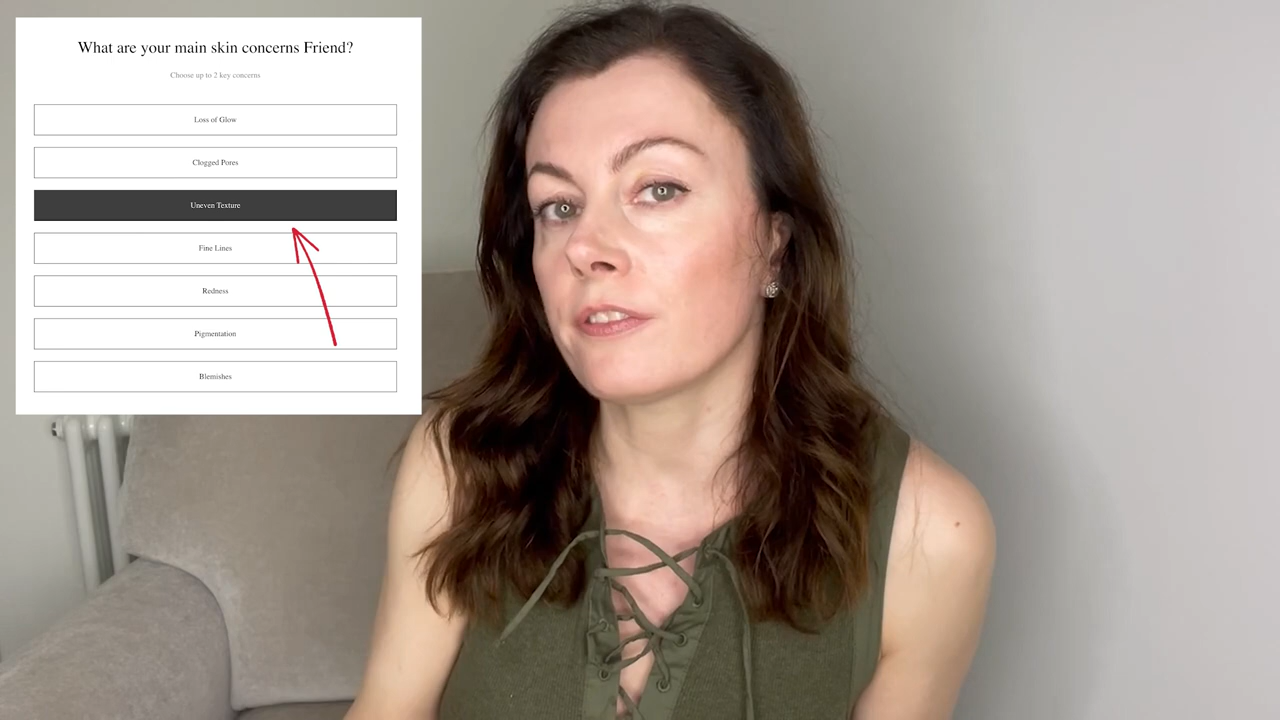 What are your main skin concerns Friend?
Choose up to 2 key concerns
Loss of Glow
Clogged Pores
Uneven Texture
Fine Lines
Redness
Pigmentation
Blemishes